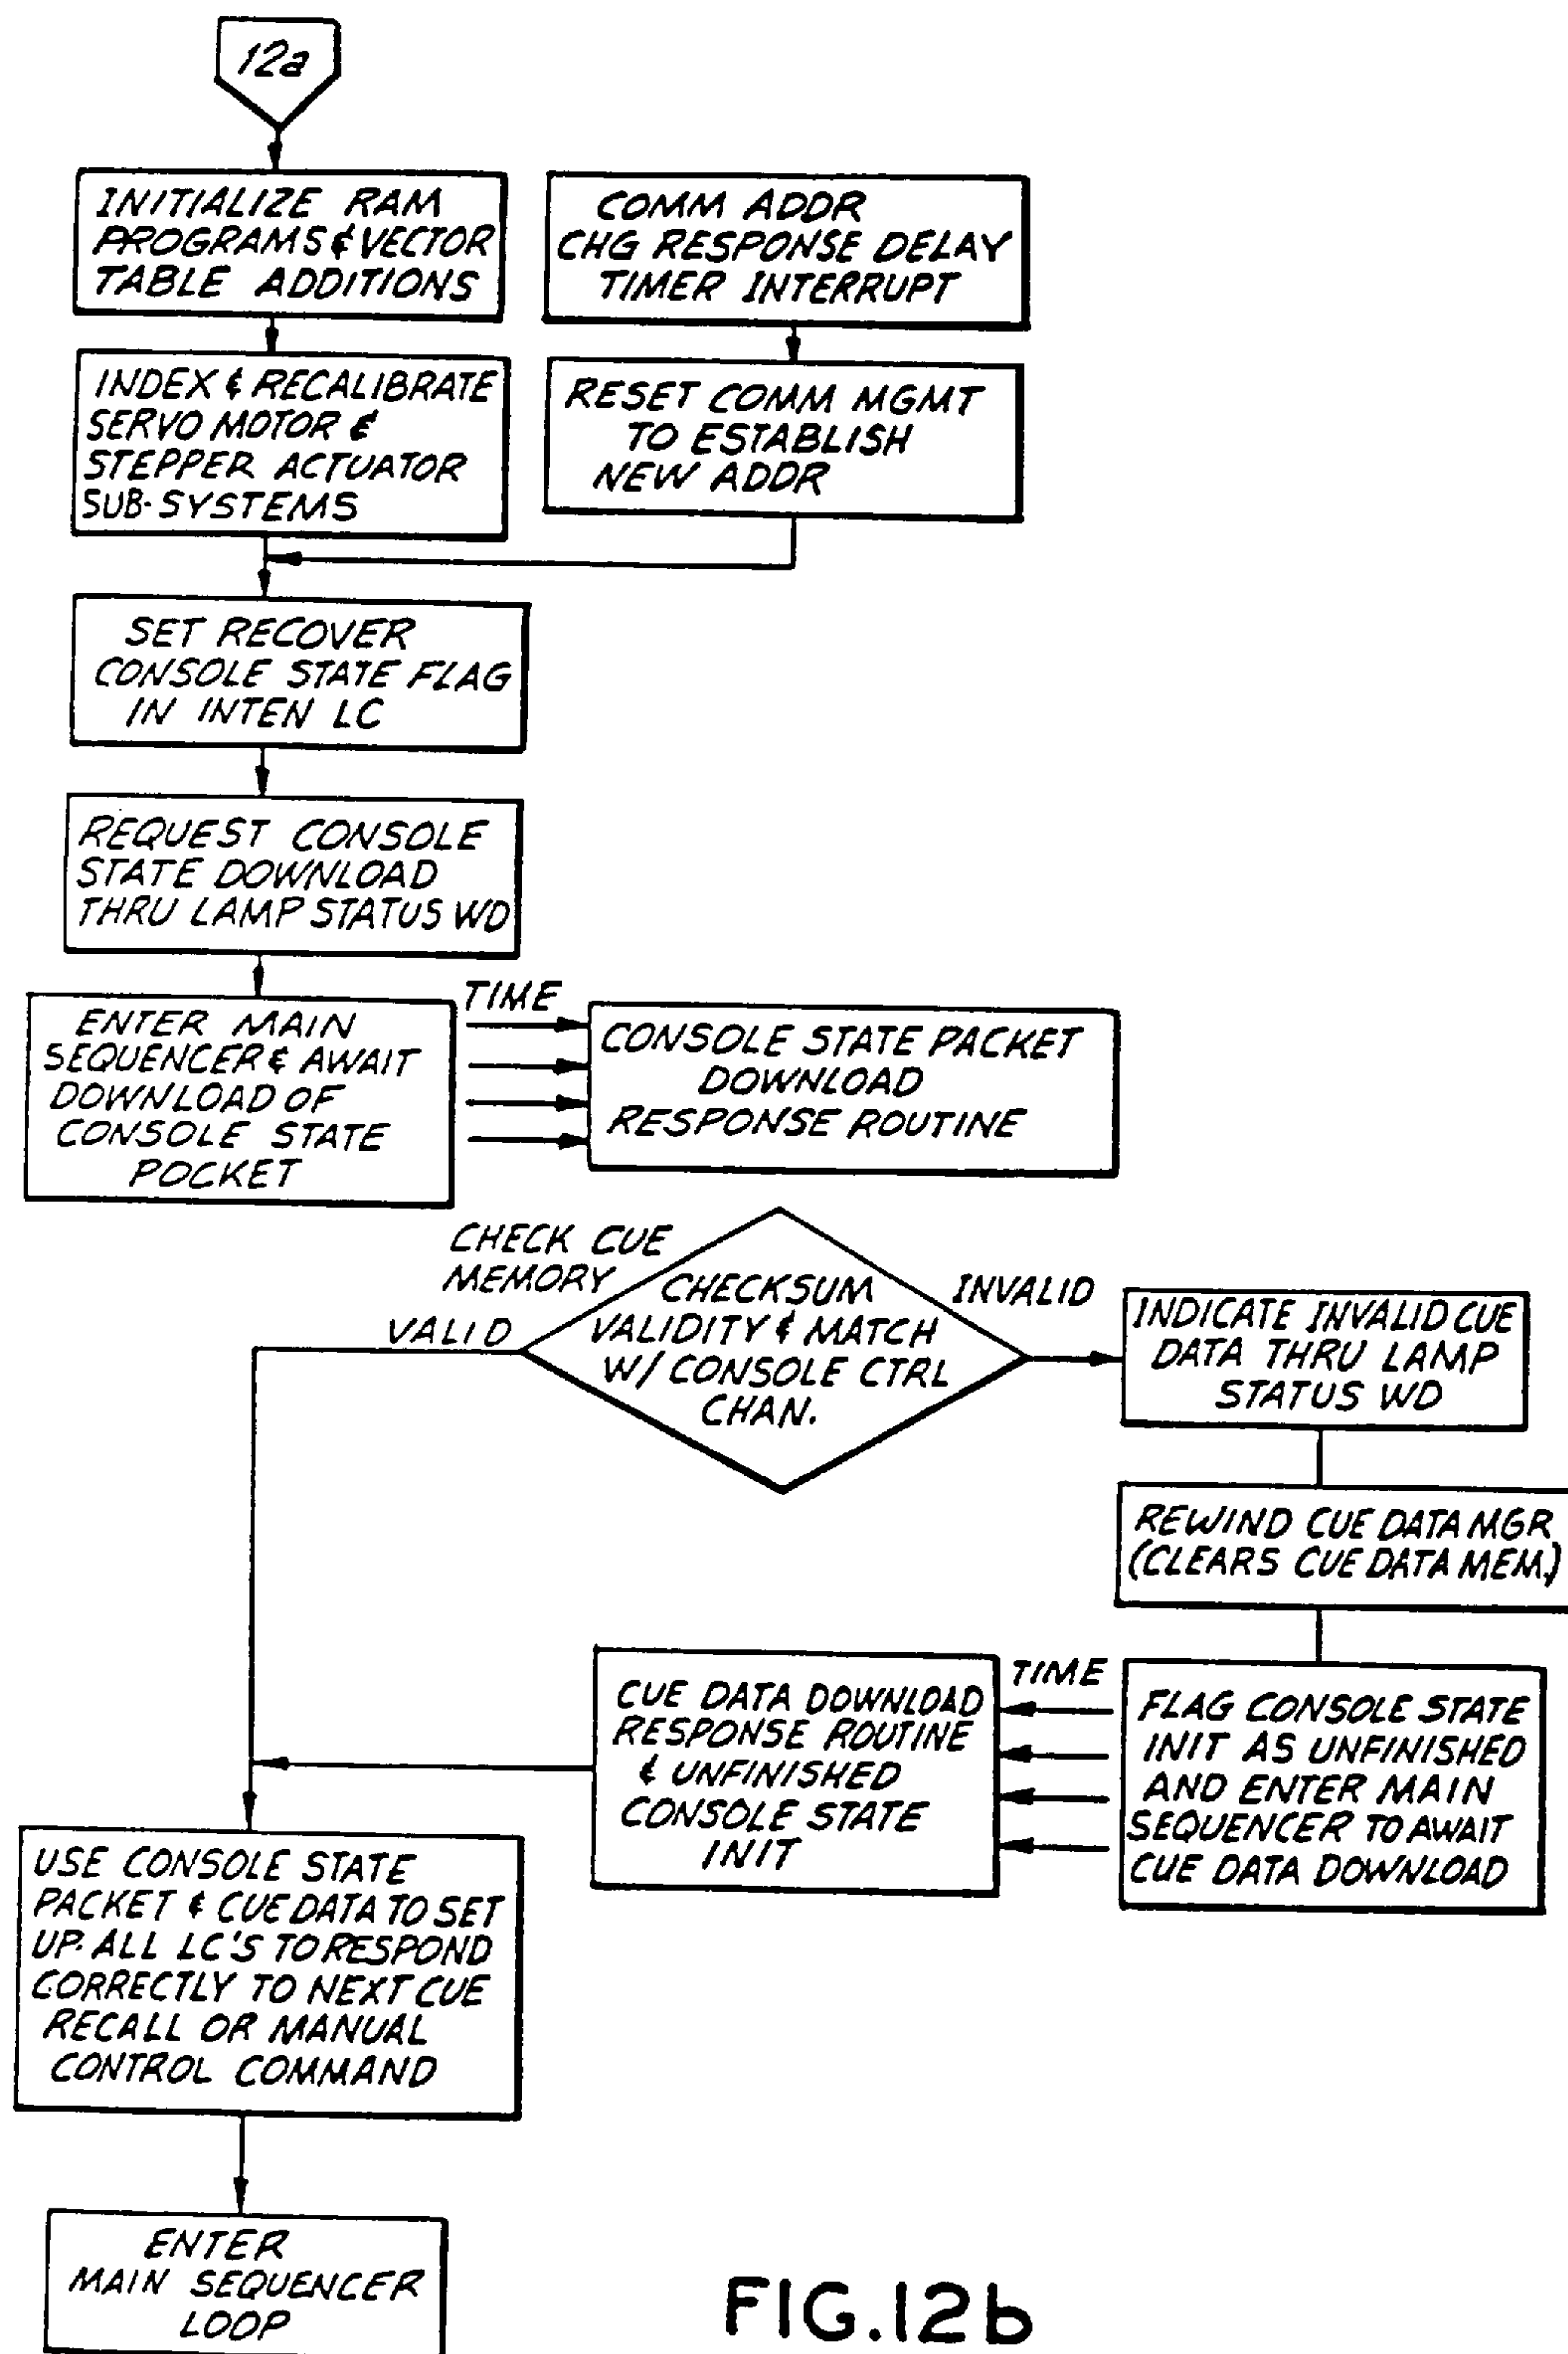 12a
INITIALIZE RAM
PROGRAMS & VECTOR
TABLE ADDITIONS
COMM ADDR
CHG RESPONSE DELAY
TIMER INTERRUPT
INDEX & RECALIBRATE
SERVO MOTOR &
STEPPER ACTUATOR
SUB-SYSTEMS
RESET COMM MGMT
TO ESTABLISH
NEW ADDR
SET RECOVER
CONSOLE STATE FLAG
IN INTEN LC
REQUEST CONSOLE
STATE DOWNLOAD
THRU LAMP STATUS WD
ENTER MAIN
SEQUENCER & AWAIT
DOWNLOAD OF
CONSOLE STATE
POCKET
TIME
CONSOLE STATE PACKET
DOWNLOAD
RESPONSE ROUTINE
CHECK CUE
MEMORY
CHECKSUM
VALIDITY & MATCH
W/ CONSOLE CTRL
CHAN.
VALID
INVALID
INDICATE INVALID CUE
DATA THRU LAMP
STATUS WD
REWIND CUE DATA MGR
(CLEARS CUE DATA MEM.)
FLAG CONSOLE STATE
INIT AS UNFINISHED
AND ENTER MAIN
SEQUENCER TO AWAIT
CUE DATA DOWNLOAD
TIME
CUE DATA DOWNLOAD
RESPONSE ROUTINE
& UNFINISHED
CONSOLE STATE
INIT
USE CONSOLE STATE
PACKET & CUE DATA TO SET
UP. ALL LC'S TO RESPOND
CORRECTLY TO NEXT CUE
RECALL OR MANUAL
CONTROL COMMAND
ENTER
MAIN SEQUENCER
LOOP
FIG.12b